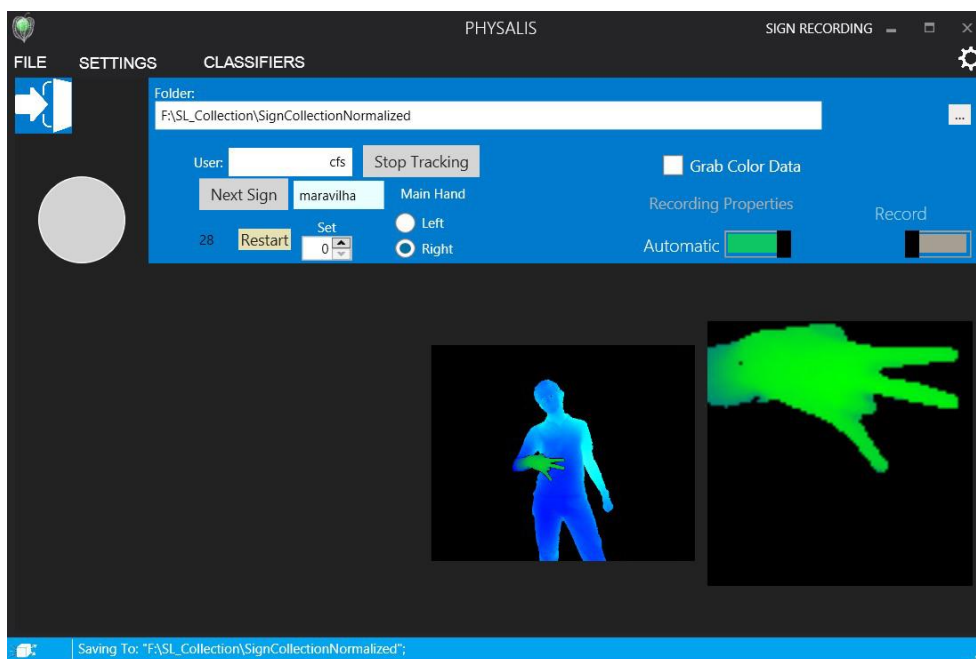 PHYSALIS
SIGN RECORDING
FILE SETTINGS CLASSIFIERS
Folder:
F:\SL_Collection\SignCollectionNormalized
...
User: cfs Stop Tracking
Grab Color Data
Next Sign maravilha Main Hand
Recording Properties
Record
Set Left
28 Restart 0 Right
Automatic
Saving To: "F:\SL_Collection\SignCollectionNormalized";